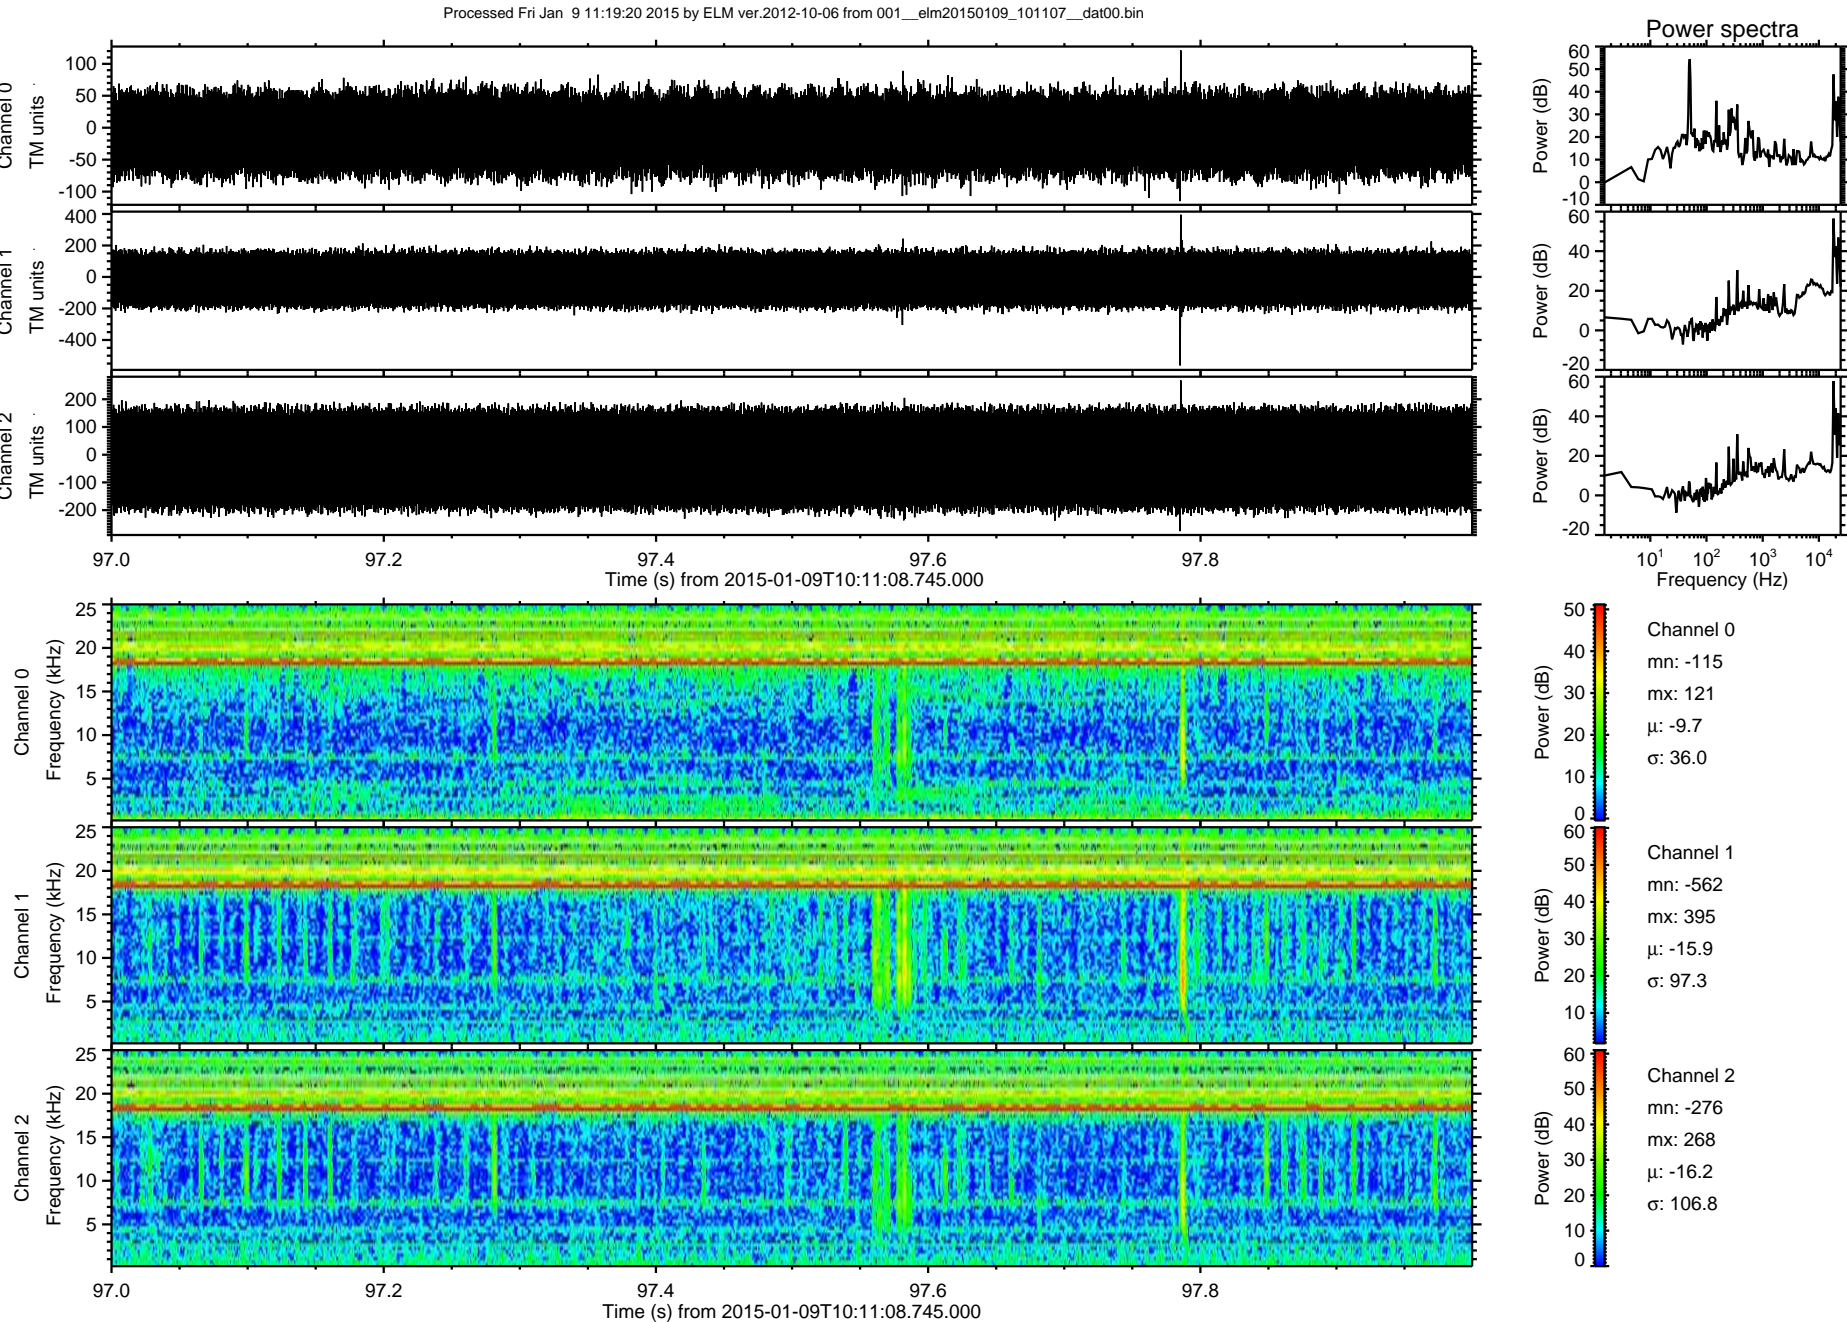 Processed Fri Jan  9 11:19:20 2015 by ELM ver.2012-10-06 from 001__elm20150109_101107__dat00.bin
Power spectra
Channel 0
TM units
100
50
0
-50
-100
Power (dB)
60
50
40
30
20
10
0
-10
Channel 1
TM units
400
200
0
-200
-400
Power (dB)
60
40
20
0
-20
Channel 2
TM units
200
100
0
-100
-200
Power (dB)
60
40
20
0
-20
97.0 97.2 97.4 97.6 97.8
Time (s) from 2015-01-09T10:11:08.745.000
10^1 10^2 10^3 10^4
Frequency (Hz)
Channel 0
Frequency (kHz)
25
20
15
10
5
Power (dB)
50
40
30
20
10
0
Channel 0
mn: -115
mx: 121
μ: -9.7
σ: 36.0
Channel 1
Frequency (kHz)
25
20
15
10
5
Power (dB)
60
50
40
30
20
10
Channel 1
mn: -562
mx: 395
μ: -15.9
σ: 97.3
Channel 2
Frequency (kHz)
25
20
15
10
5
Power (dB)
60
50
40
30
20
10
0
Channel 2
mn: -276
mx: 268
μ: -16.2
σ: 106.8
97.0 97.2 97.4 97.6 97.8
Time (s) from 2015-01-09T10:11:08.745.000